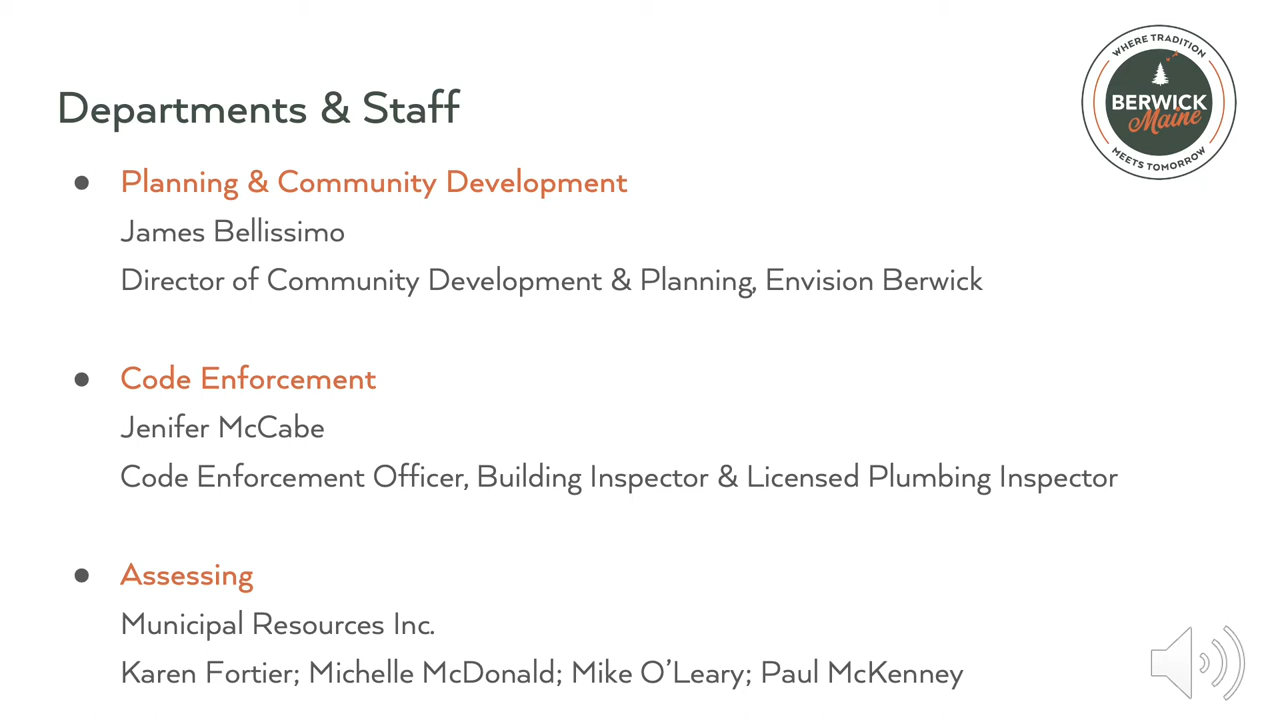 WHERE TRADITION
BERWICK
Maine
MEETS TOMORROW
Departments & Staff
● Planning & Community Development
James Bellissimo
Director of Community Development & Planning, Envision Berwick
● Code Enforcement
Jenifer McCabe
Code Enforcement Officer, Building Inspector & Licensed Plumbing Inspector
● Assessing
Municipal Resources Inc.
Karen Fortier; Michelle McDonald; Mike O’Leary; Paul McKenney